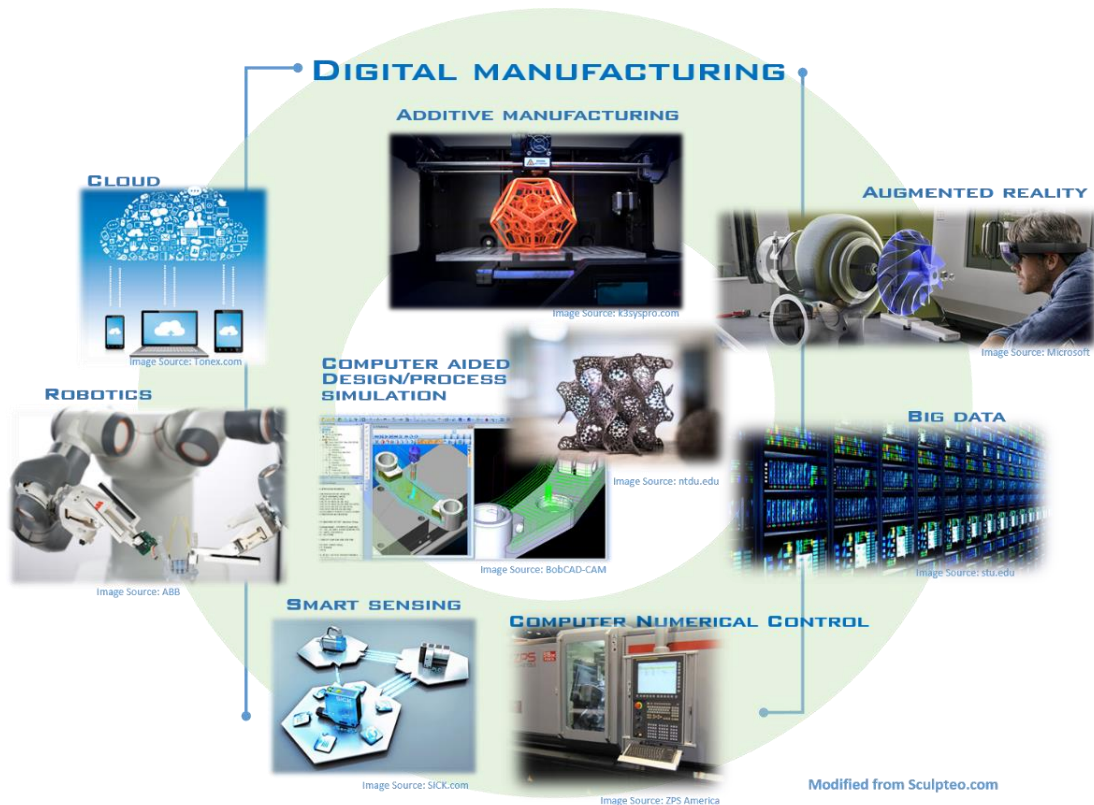 DIGITAL MANUFACTURING
ADDITIVE MANUFACTURING
CLOUD
AUGMENTED REALITY
Image Source: k3syspro.com
Image Source: Microsoft
Image Source: Tonex.com
COMPUTER AIDED
DESIGN/PROCESS
SIMULATION
ROBOTICS
BIG DATA
Image Source: ntdu.edu
Image Source: BobCAD-CAM
Image Source: stu.edu
Image Source: ABB
SMART SENSING
COMPUTER NUMERICAL CONTROL
ZPS
Image Source: SICK.com
Modified from Sculpteo.com
Image Source: ZPS America